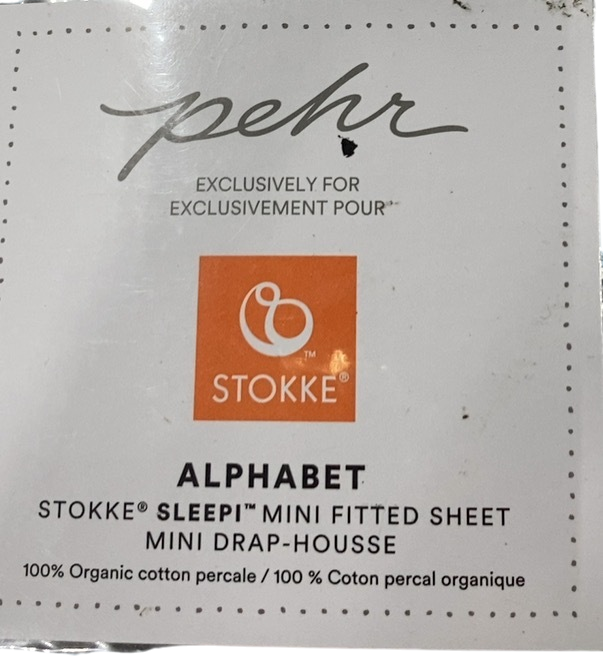 pehr
EXCLUSIVELY FOR
EXCLUSIVEMENT POUR
TM
STOKKE®
ALPHABET
STOKKE® SLEEPI™ MINI FITTED SHEET
MINI DRAP-HOUSSE
100% Organic cotton percale / 100 % Coton percal organique